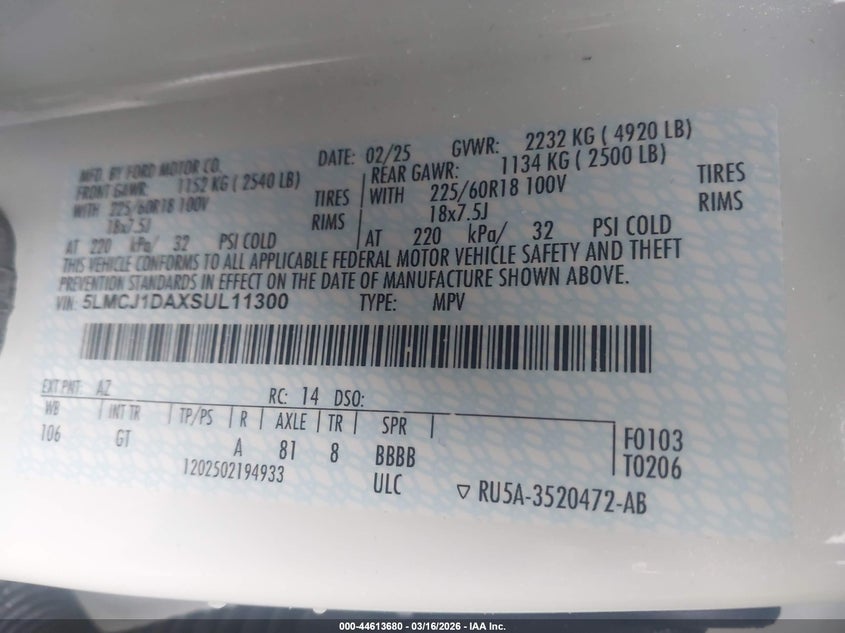 MFD. BY FORD MOTOR CO. DATE: 02/25 GVWR: 2232 KG ( 4920 LB)
FRONT GAWR: 1152 KG ( 2540 LB) REAR GAWR: 1134 KG ( 2500 LB)
WITH 225/60R18 100V TIRES WITH 225/60R18 100V TIRES
18x7.5J RIMS 18x7.5J RIMS
AT 220 kPa/ 32 PSI COLD AT 220 kPa/ 32 PSI COLD
THIS VEHICLE CONFORMS TO ALL APPLICABLE FEDERAL MOTOR VEHICLE SAFETY AND THEFT
PREVENTION STANDARDS IN EFFECT ON THE DATE OF MANUFACTURE SHOWN ABOVE.
VIN: 5LMCJ1DAXSUL11300 TYPE: MPV
EXT PNT: AZ RC: 14 DSO:
WB INT TR TP/PS R AXLE TR SPR
106 GT A 81 8 BBBB
F0103
T0206
1202502194933 ULC
RU5A-3520472-AB
000-44613680 - 03/16/2026 - IAA Inc.